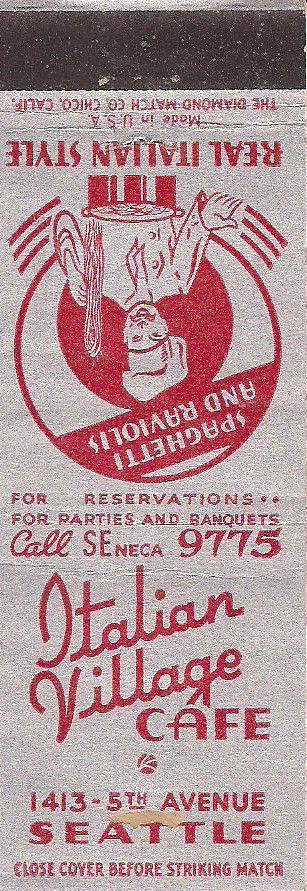 THE DIAMOND MATCH CO. CHICO, CALIF.
Made in U.S.A.
REAL ITALIAN STYLE
SPAGHETTI
AND RAVIOLIS
FOR RESERVATIONS..
FOR PARTIES AND BANQUETS
Call SENECA 9775
Italian
Village
CAFE
1413-5TH AVENUE
SEATTLE
CLOSE COVER BEFORE STRIKING MATCH